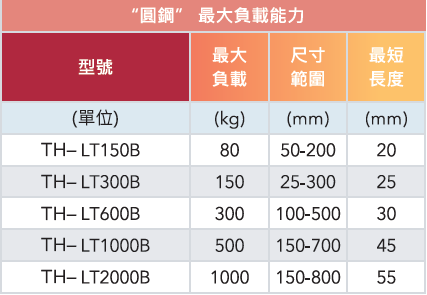 “圓鋼” 最大負載能力
型號 最大負載 尺寸範圍 最短長度
(單位) (kg) (mm) (mm)
TH– LT150B 80 50-200 20
TH– LT300B 150 25-300 25
TH– LT600B 300 100-500 30
TH– LT1000B 500 150-700 45
TH– LT2000B 1000 150-800 55